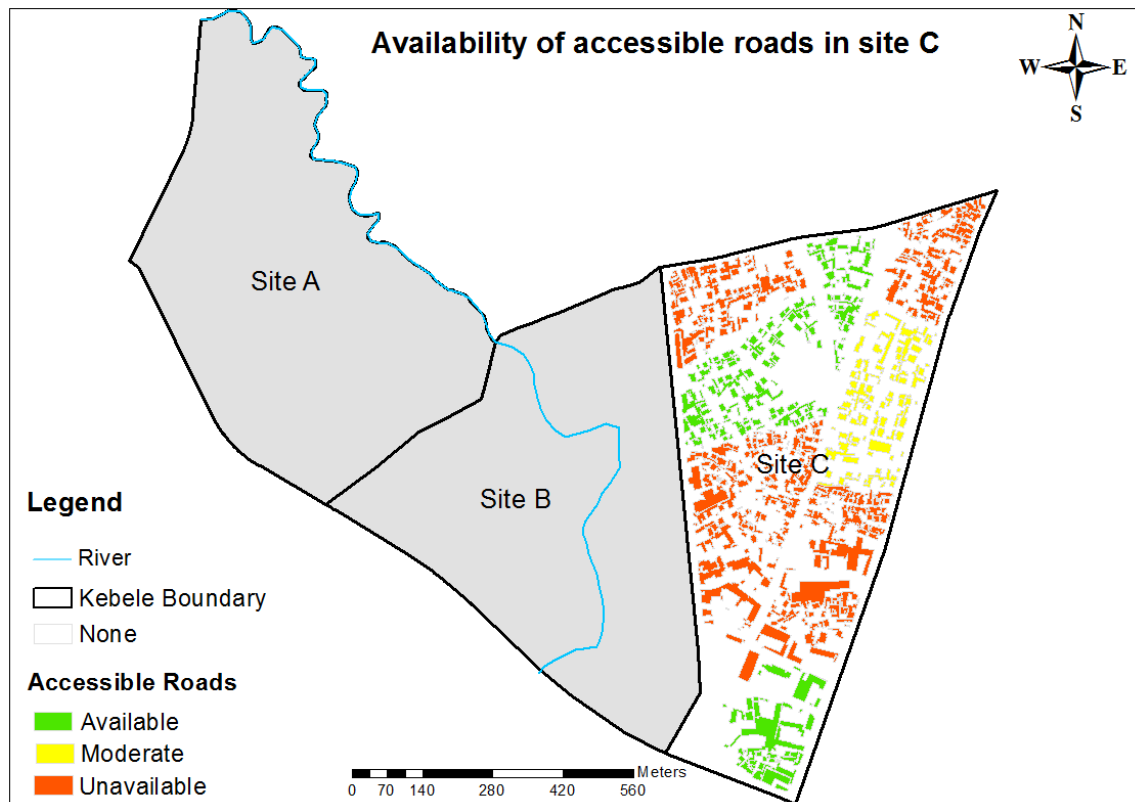 Availability of accessible roads in site C
N
W E
S
Site A
Site C
Site B
Legend
River
Kebele Boundary
None
Accessible Roads
Available
Moderate
Unavailable
Meters
0 70 140 280 420 560